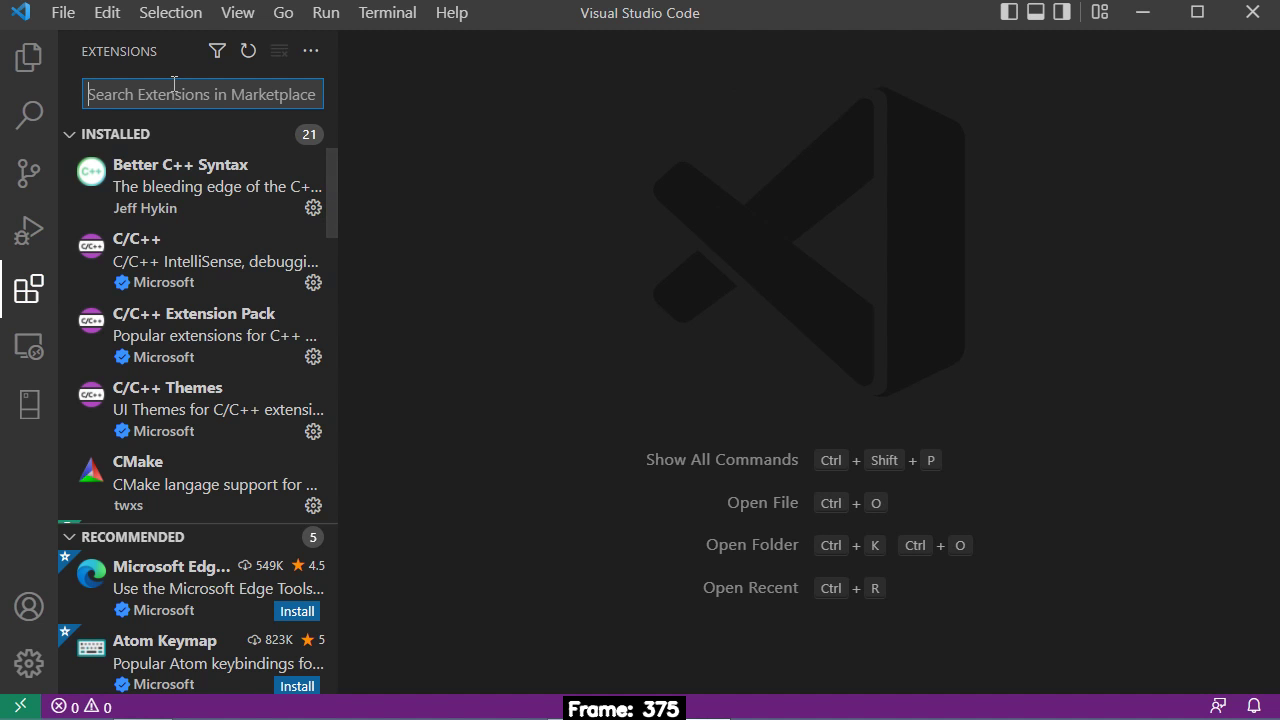 File Edit Selection View Go Run Terminal Help Visual Studio Code
EXTENSIONS
Search Extensions in Marketplace
INSTALLED 21
Better C++ Syntax
The bleeding edge of the C+...
Jeff Hykin
C/C++
C/C++ IntelliSense, debuggi...
Microsoft
C/C++ Extension Pack
Popular extensions for C++ ...
Microsoft
C/C++ Themes
UI Themes for C/C++ extensi...
Microsoft
CMake
CMake langage support for ...
twxs
RECOMMENDED 5
Microsoft Edg... 549K 4.5
Use the Microsoft Edge Tools...
Microsoft Install
Atom Keymap 823K 5
Popular Atom keybindings fo...
Microsoft Install
Show All Commands Ctrl + Shift + P
Open File Ctrl + O
Open Folder Ctrl + K Ctrl + O
Open Recent Ctrl + R
0 0
Frame: 375